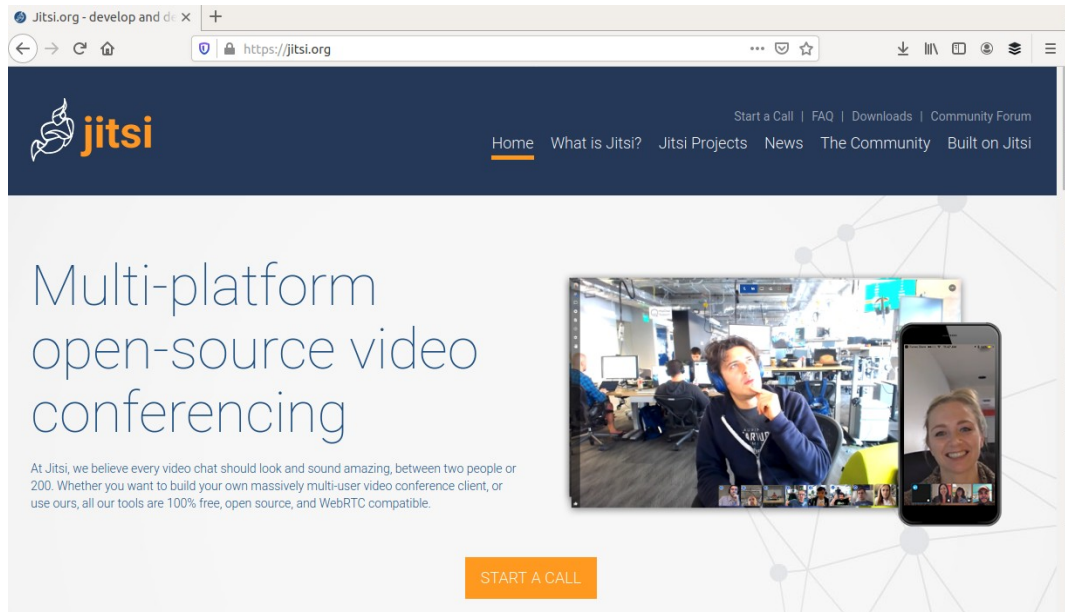 Jitsi.org - develop and de
https://jitsi.org
jitsi
Start a Call | FAQ | Downloads | Community Forum
Home What is Jitsi? Jitsi Projects News The Community Built on Jitsi
Multi-platform
open-source video
conferencing
At Jitsi, we believe every video chat should look and sound amazing, between two people or
200. Whether you want to build your own massively multi-user video conference client, or
use ours, all our tools are 100% free, open source, and WebRTC compatible.
START A CALL